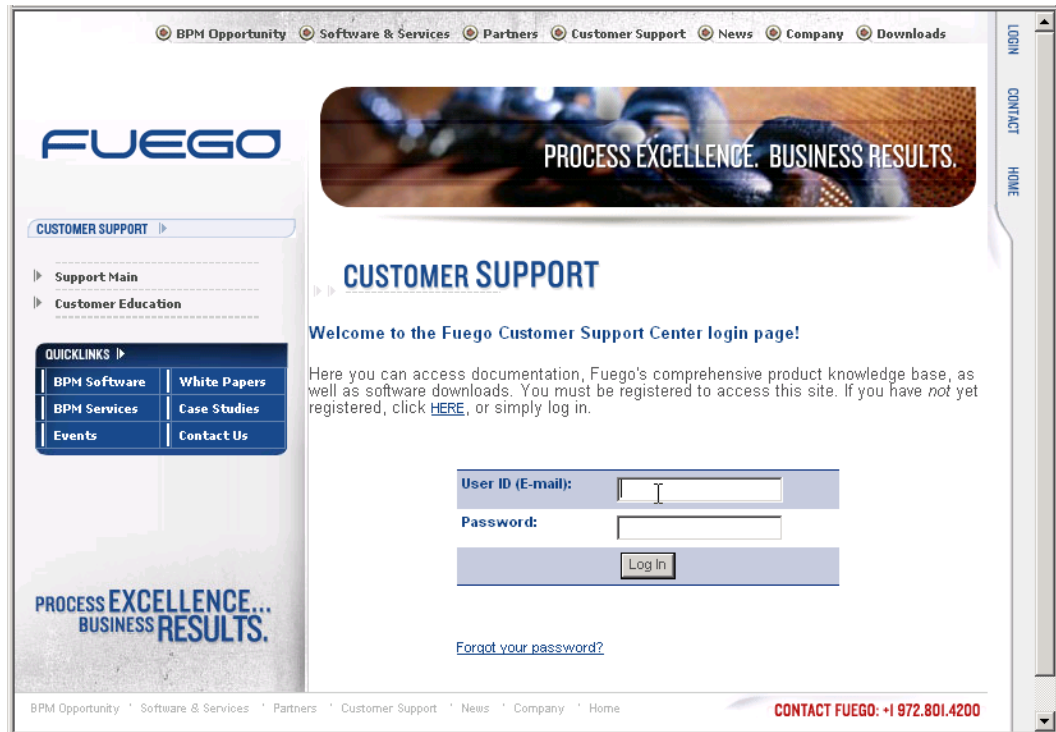 BPM Opportunity Software & Services Partners Customer Support News Company Downloads
LOGIN
CONTACT
HOME
FUEGO
PROCESS EXCELLENCE. BUSINESS RESULTS.
CUSTOMER SUPPORT
Support Main
Customer Education
QUICKLINKS
BPM Software White Papers
BPM Services Case Studies
Events Contact Us
PROCESS EXCELLENCE...
BUSINESS RESULTS.
CUSTOMER SUPPORT
Welcome to the Fuego Customer Support Center login page!
Here you can access documentation, Fuego's comprehensive product knowledge base, as
well as software downloads. You must be registered to access this site. If you have not yet
registered, click HERE, or simply log in.
User ID (E-mail):
Password:
Log In
Forgot your password?
BPM Opportunity ' Software & Services ' Partners ' Customer Support ' News ' Company ' Home
CONTACT FUEGO: +1 972.801.4200